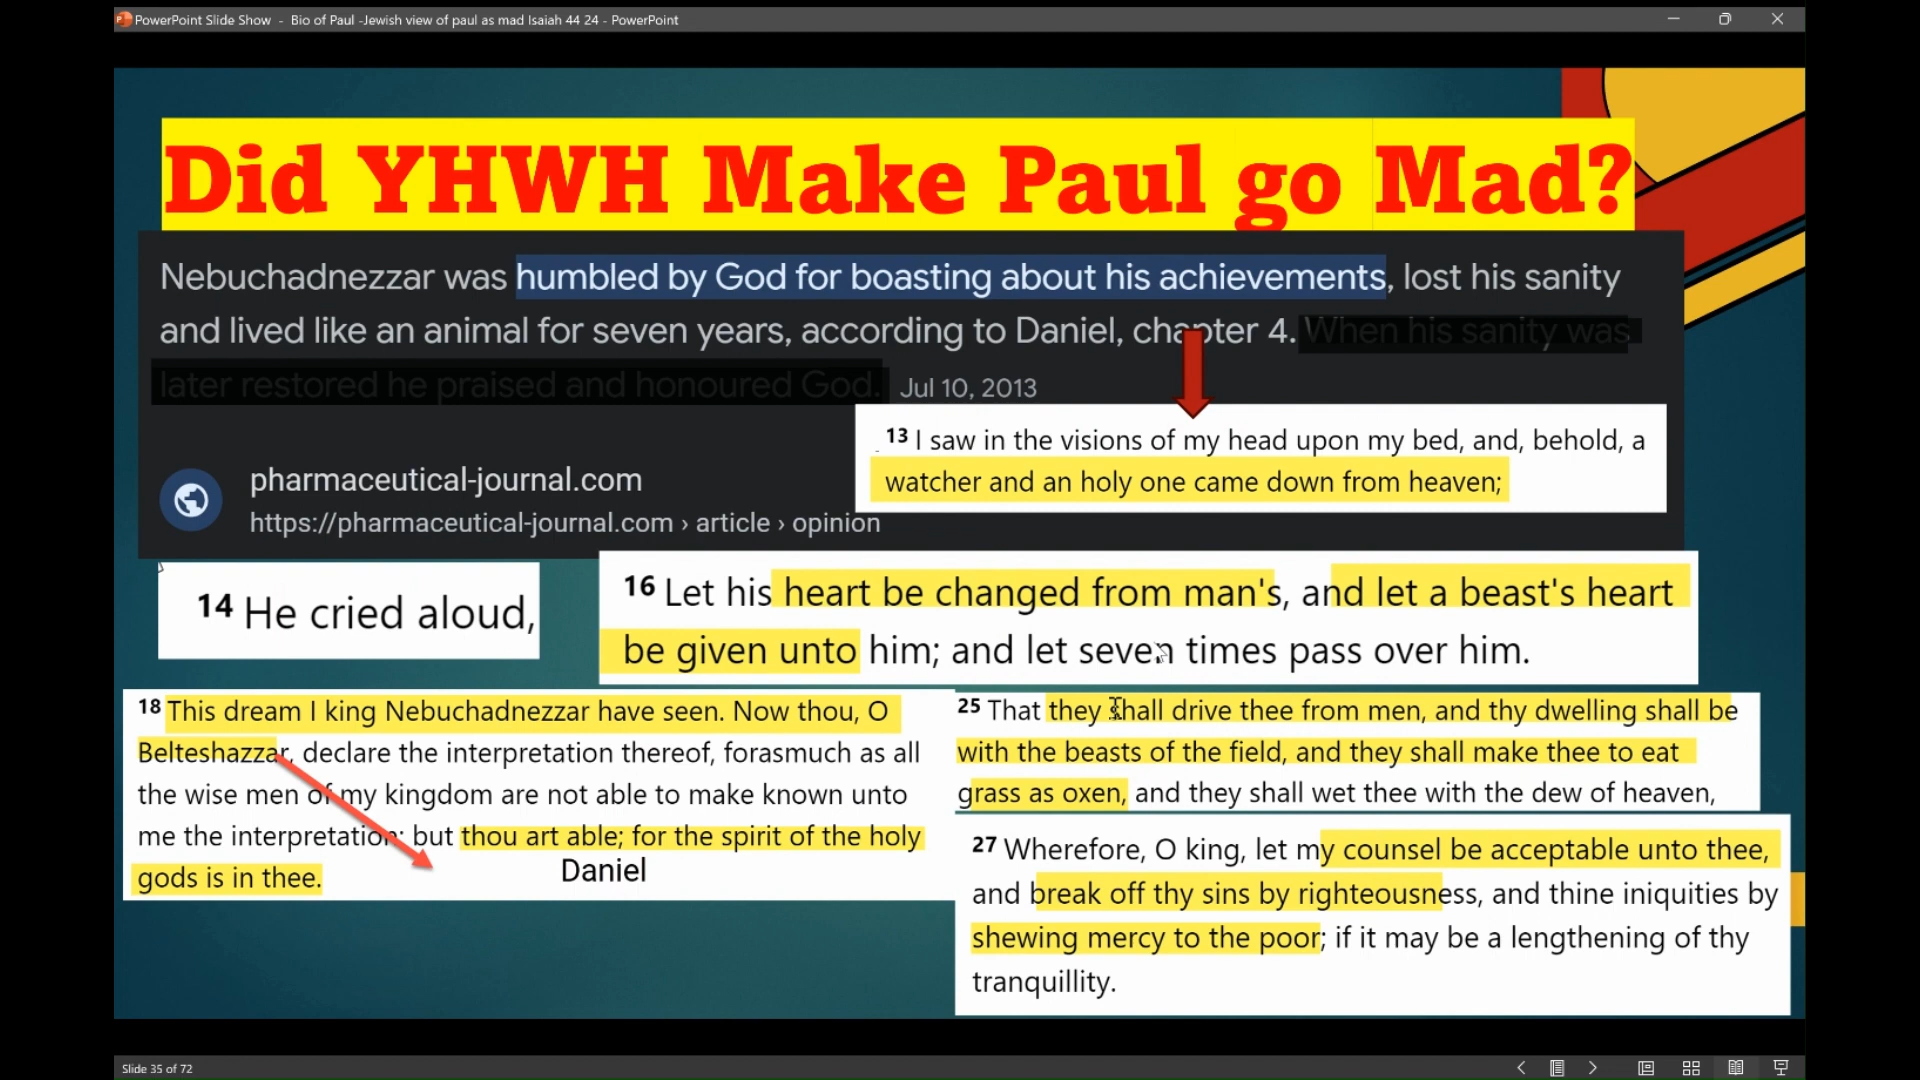 PowerPoint Slide Show - Bio of Paul -Jewish view of paul as mad Isaiah 44 24 - PowerPoint
Did YHWH Make Paul go Mad?
Nebuchadnezzar was humbled by God for boasting about his achievements, lost his sanity
and lived like an animal for seven years, according to Daniel, chapter 4. When his sanity was
later restored he praised and honoured God. Jul 10, 2013
13 I saw in the visions of my head upon my bed, and, behold, a
watcher and an holy one came down from heaven;
pharmaceutical-journal.com
https://pharmaceutical-journal.com › article › opinion
14 He cried aloud,
16 Let his heart be changed from man's, and let a beast's heart
be given unto him; and let seven times pass over him.
18 This dream I king Nebuchadnezzar have seen. Now thou, O
Belteshazzar, declare the interpretation thereof, forasmuch as all
the wise men of my kingdom are not able to make known unto
me the interpretation: but thou art able; for the spirit of the holy
gods is in thee.
Daniel
25 That they shall drive thee from men, and thy dwelling shall be
with the beasts of the field, and they shall make thee to eat
grass as oxen, and they shall wet thee with the dew of heaven,
27 Wherefore, O king, let my counsel be acceptable unto thee,
and break off thy sins by righteousness, and thine iniquities by
shewing mercy to the poor; if it may be a lengthening of thy
tranquillity.
Slide 35 of 72